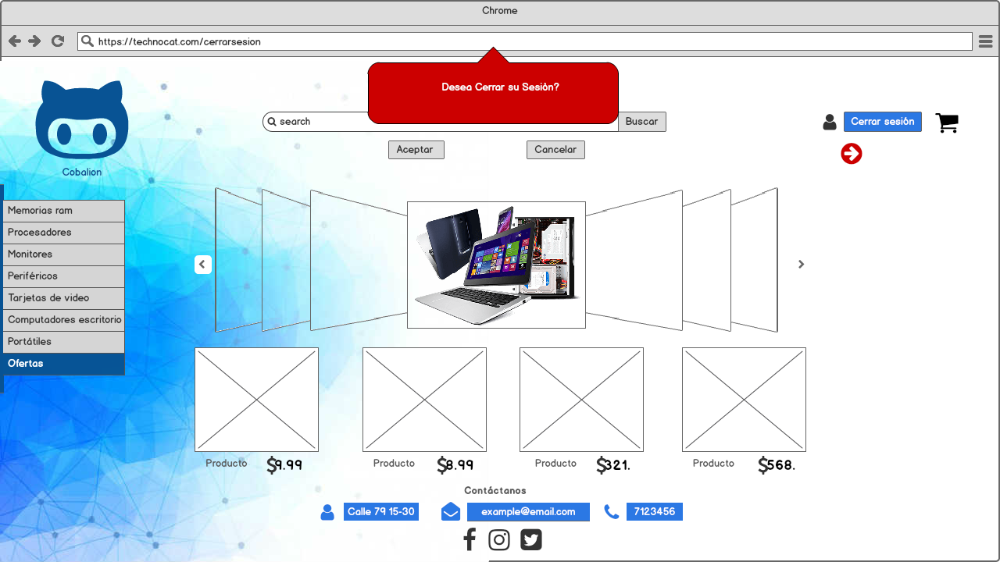 Chrome
https://technocat.com/cerrarsesion
Desea Cerrar su Sesiòn?
search
Buscar
Cerrar sesiòn
Aceptar
Cancelar
Cobalion
Memorias ram
Procesadores
Monitores
Periféricos
Tarjetas de video
Computadores escritorio
Portátiles
Ofertas
Producto $9.99
Producto $8.99
Producto $321.
Producto $568.
Contáctanos
Calle 79 15-30
example@email.com
7123456